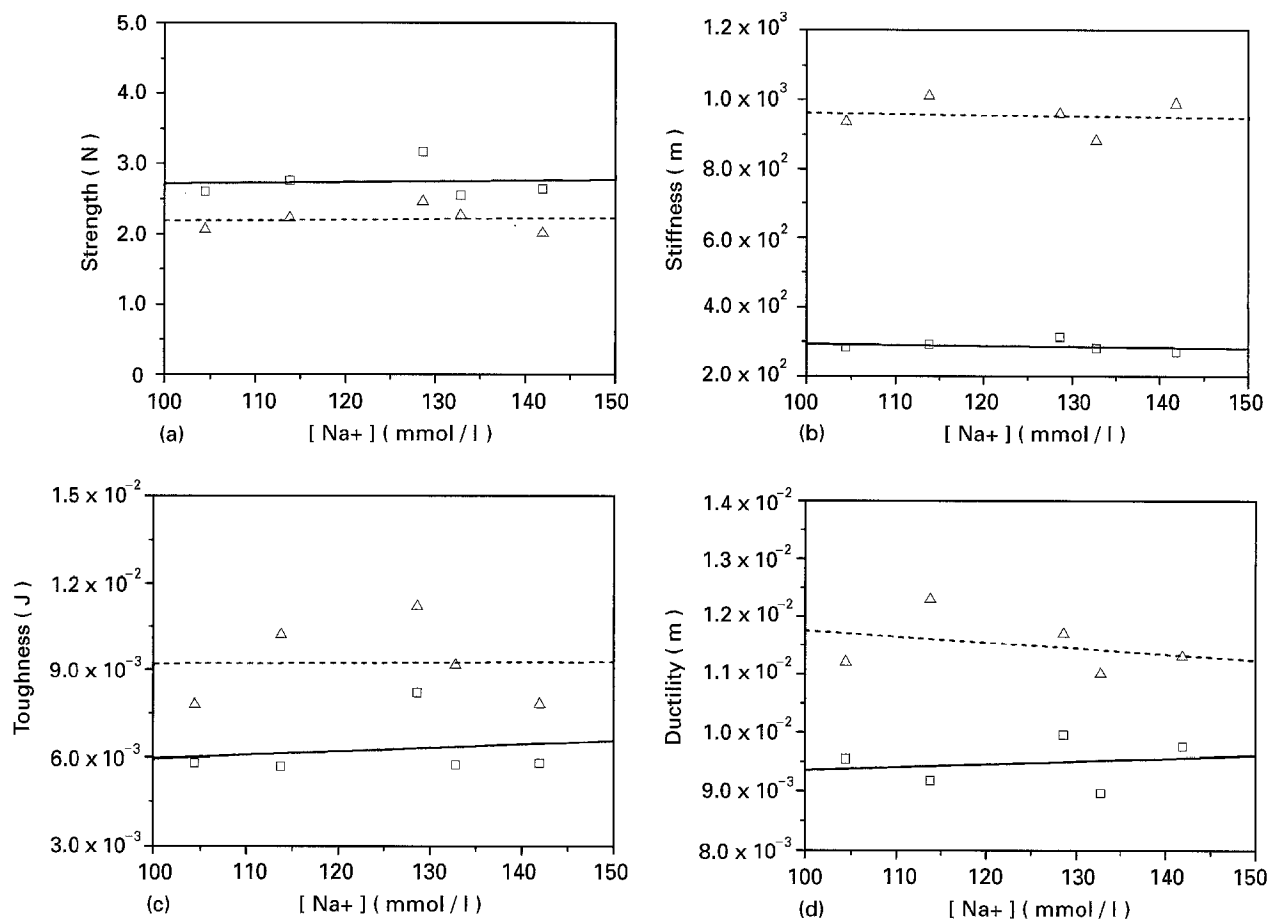 5.0
4.0
3.0
2.0
1.0
0
Strength ( N )
100 110 120 130 140 150
(a) [ Na+ ] ( mmol / l )
1.2 x 10³
1.0 x 10³
8.0 x 10²
6.0 x 10²
4.0 x 10²
2.0 x 10²
Stiffness ( m )
100 110 120 130 140 150
(b) [ Na+ ] ( mmol / l )
1.5 x 10⁻²
1.2 x 10⁻²
9.0 x 10⁻³
6.0 x 10⁻³
3.0 x 10⁻³
Toughness ( J )
100 110 120 130 140 150
(c) [ Na+ ] ( mmol / l )
1.4 x 10⁻²
1.3 x 10⁻²
1.2 x 10⁻²
1.1 x 10⁻²
1.0 x 10⁻²
9.0 x 10⁻³
8.0 x 10⁻³
Ductility ( m )
100 110 120 130 140 150
(d) [ Na+ ] ( mmol / l )